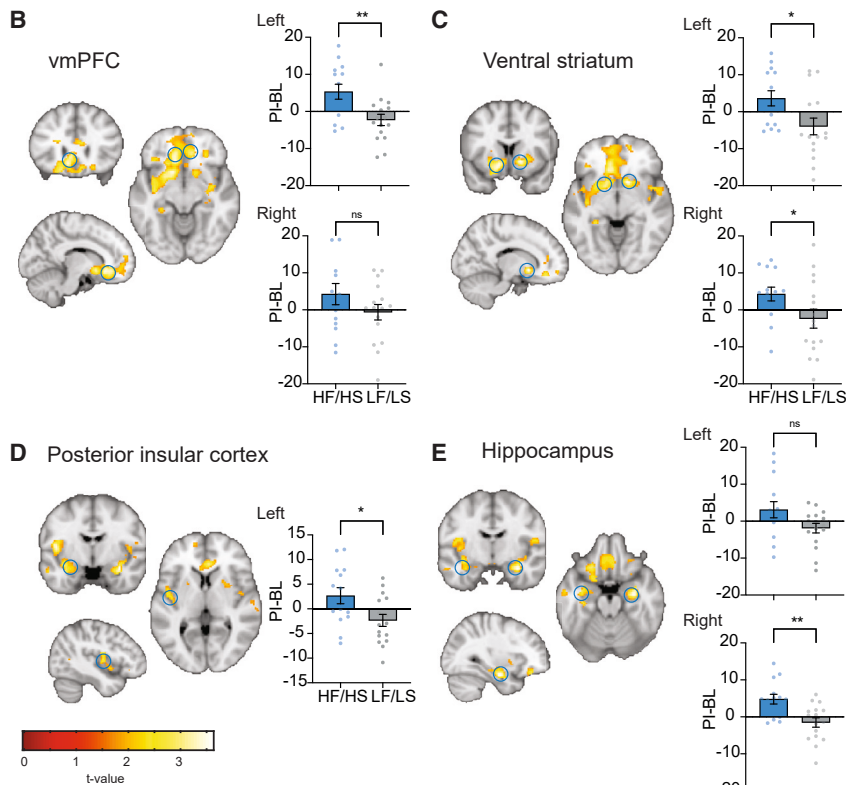 B
vmPFC
Left
**
PI-BL
20
10
0
-10
-20
Right
ns
PI-BL
20
10
0
-10
-20
HF/HS LF/LS
C
Ventral striatum
Left
*
PI-BL
20
10
0
-10
-20
Right
*
PI-BL
20
10
0
-10
-20
HF/HS LF/LS
D
Posterior insular cortex
Left
*
PI-BL
15
10
5
0
-5
-10
-15
HF/HS LF/LS
0 1 2 3
t-value
E
Hippocampus
Left
ns
PI-BL
20
10
0
-10
-20
Right
**
PI-BL
20
10
0
-10